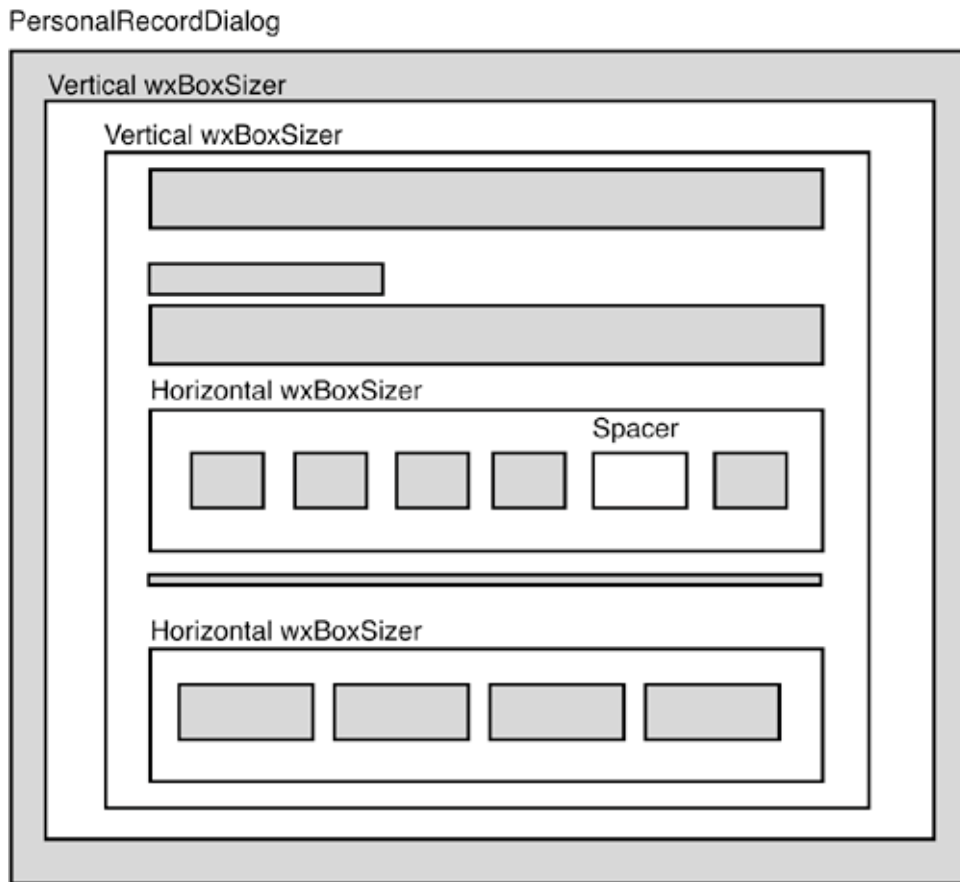 PersonalRecordDialog
Vertical wxBoxSizer
Vertical wxBoxSizer
Horizontal wxBoxSizer
Spacer
Horizontal wxBoxSizer